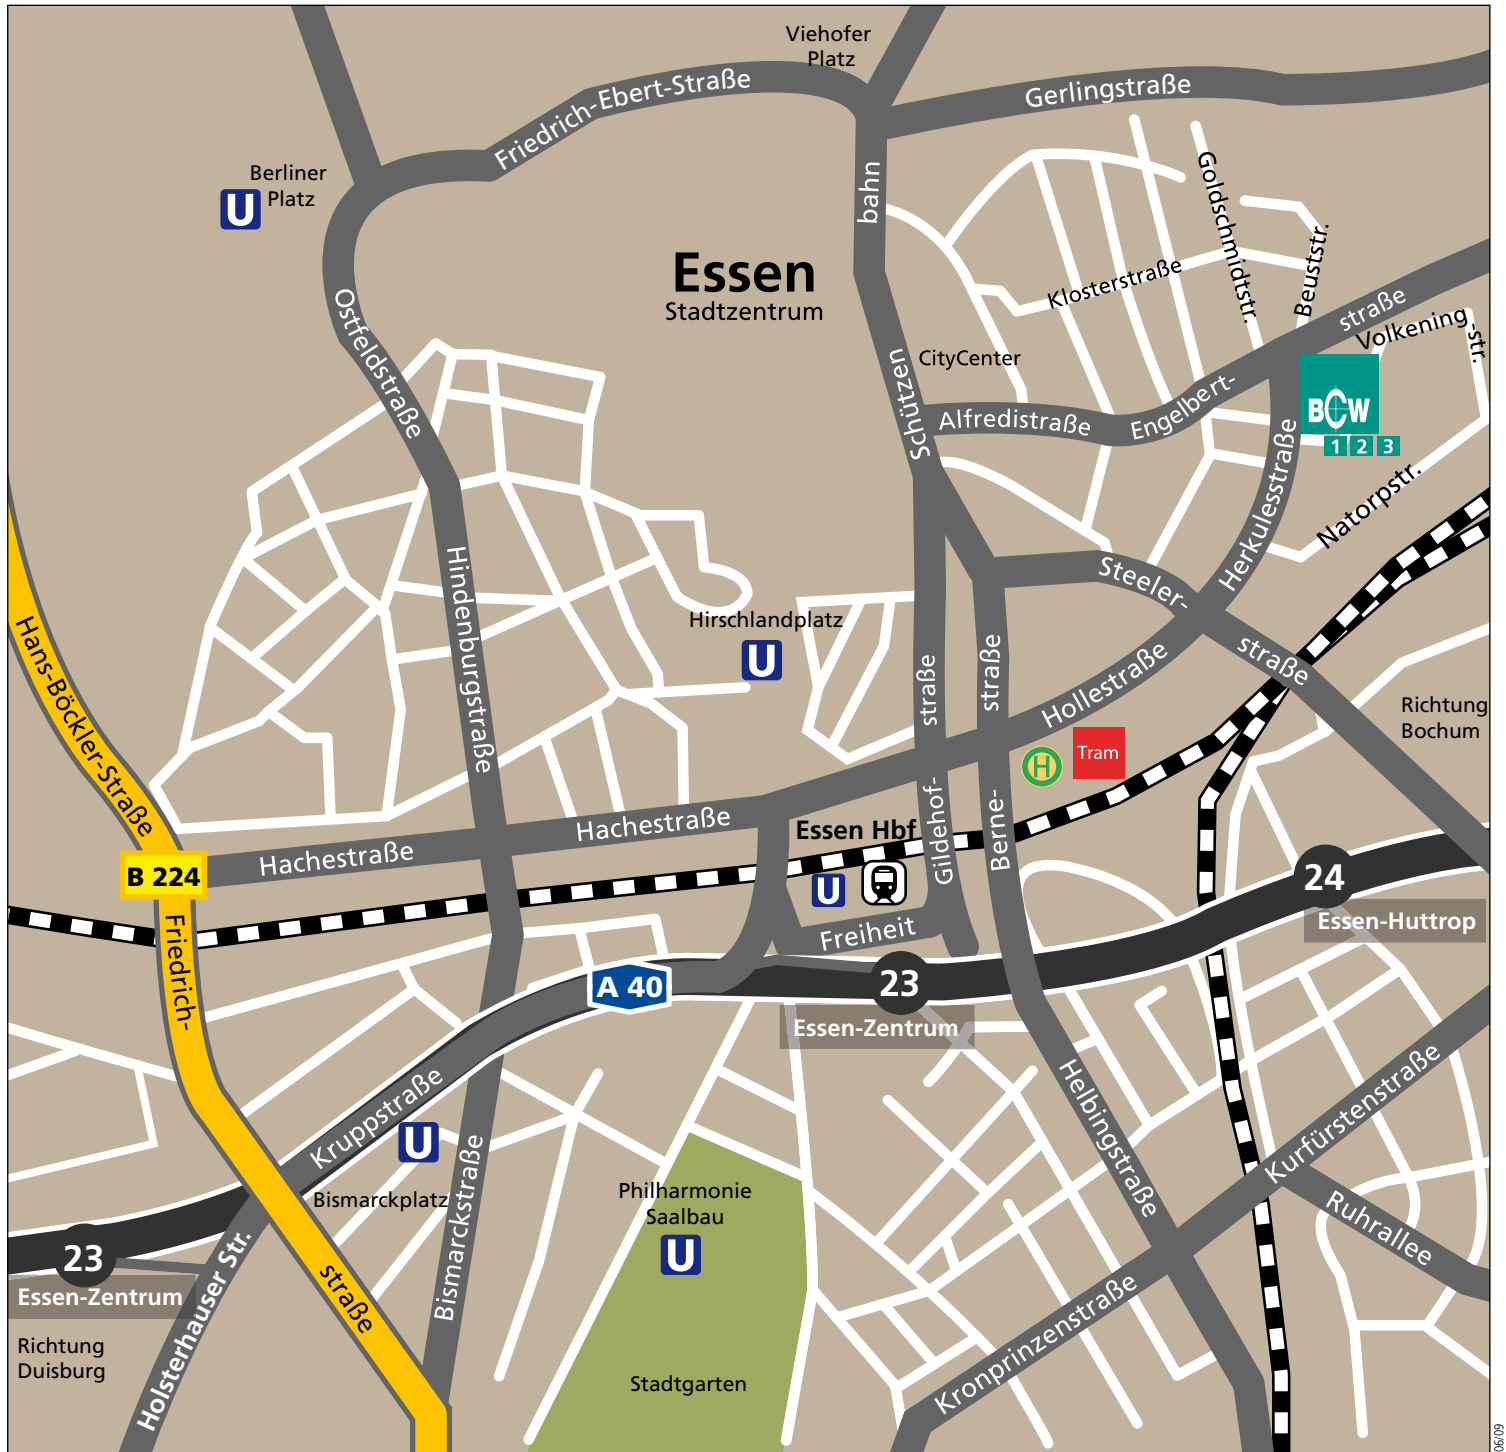 Viehofer
Platz
Friedrich-Ebert-Straße
Gerlingstraße
Berliner
Platz
U
bahn
Goldschmidtstr.
Beuststr.
Essen
Stadtzentrum
Klosterstraße
straße
Volkening-
str.
Ostfeldstraße
CityCenter
Schützen
Alfredistraße
Engelbert-
BCW
1 2 3
Herkulesstraße
Natorpstr.
Hindenburgstraße
Steeler-
straße
Hirschlandplatz
U
Hans-Böckler-Straße
straße
straße
Hollestraße
Richtung
Bochum
H
Tram
Hachestraße
Hachestraße
Essen Hbf
Gildehof-
Berne-
B 224
U
24
Essen-Huttrop
Friedrich-
Freiheit
A 40
23
Essen-Zentrum
Kruppstraße
U
Helbingstraße
Kurfürstenstraße
Bismarckplatz
Bismarckstraße
Philharmonie
Saalbau
U
Ruhrallee
23
Essen-Zentrum
Holsterhauser Str.
straße
Kronprinzenstraße
Richtung
Duisburg
Stadtgarten
06/09